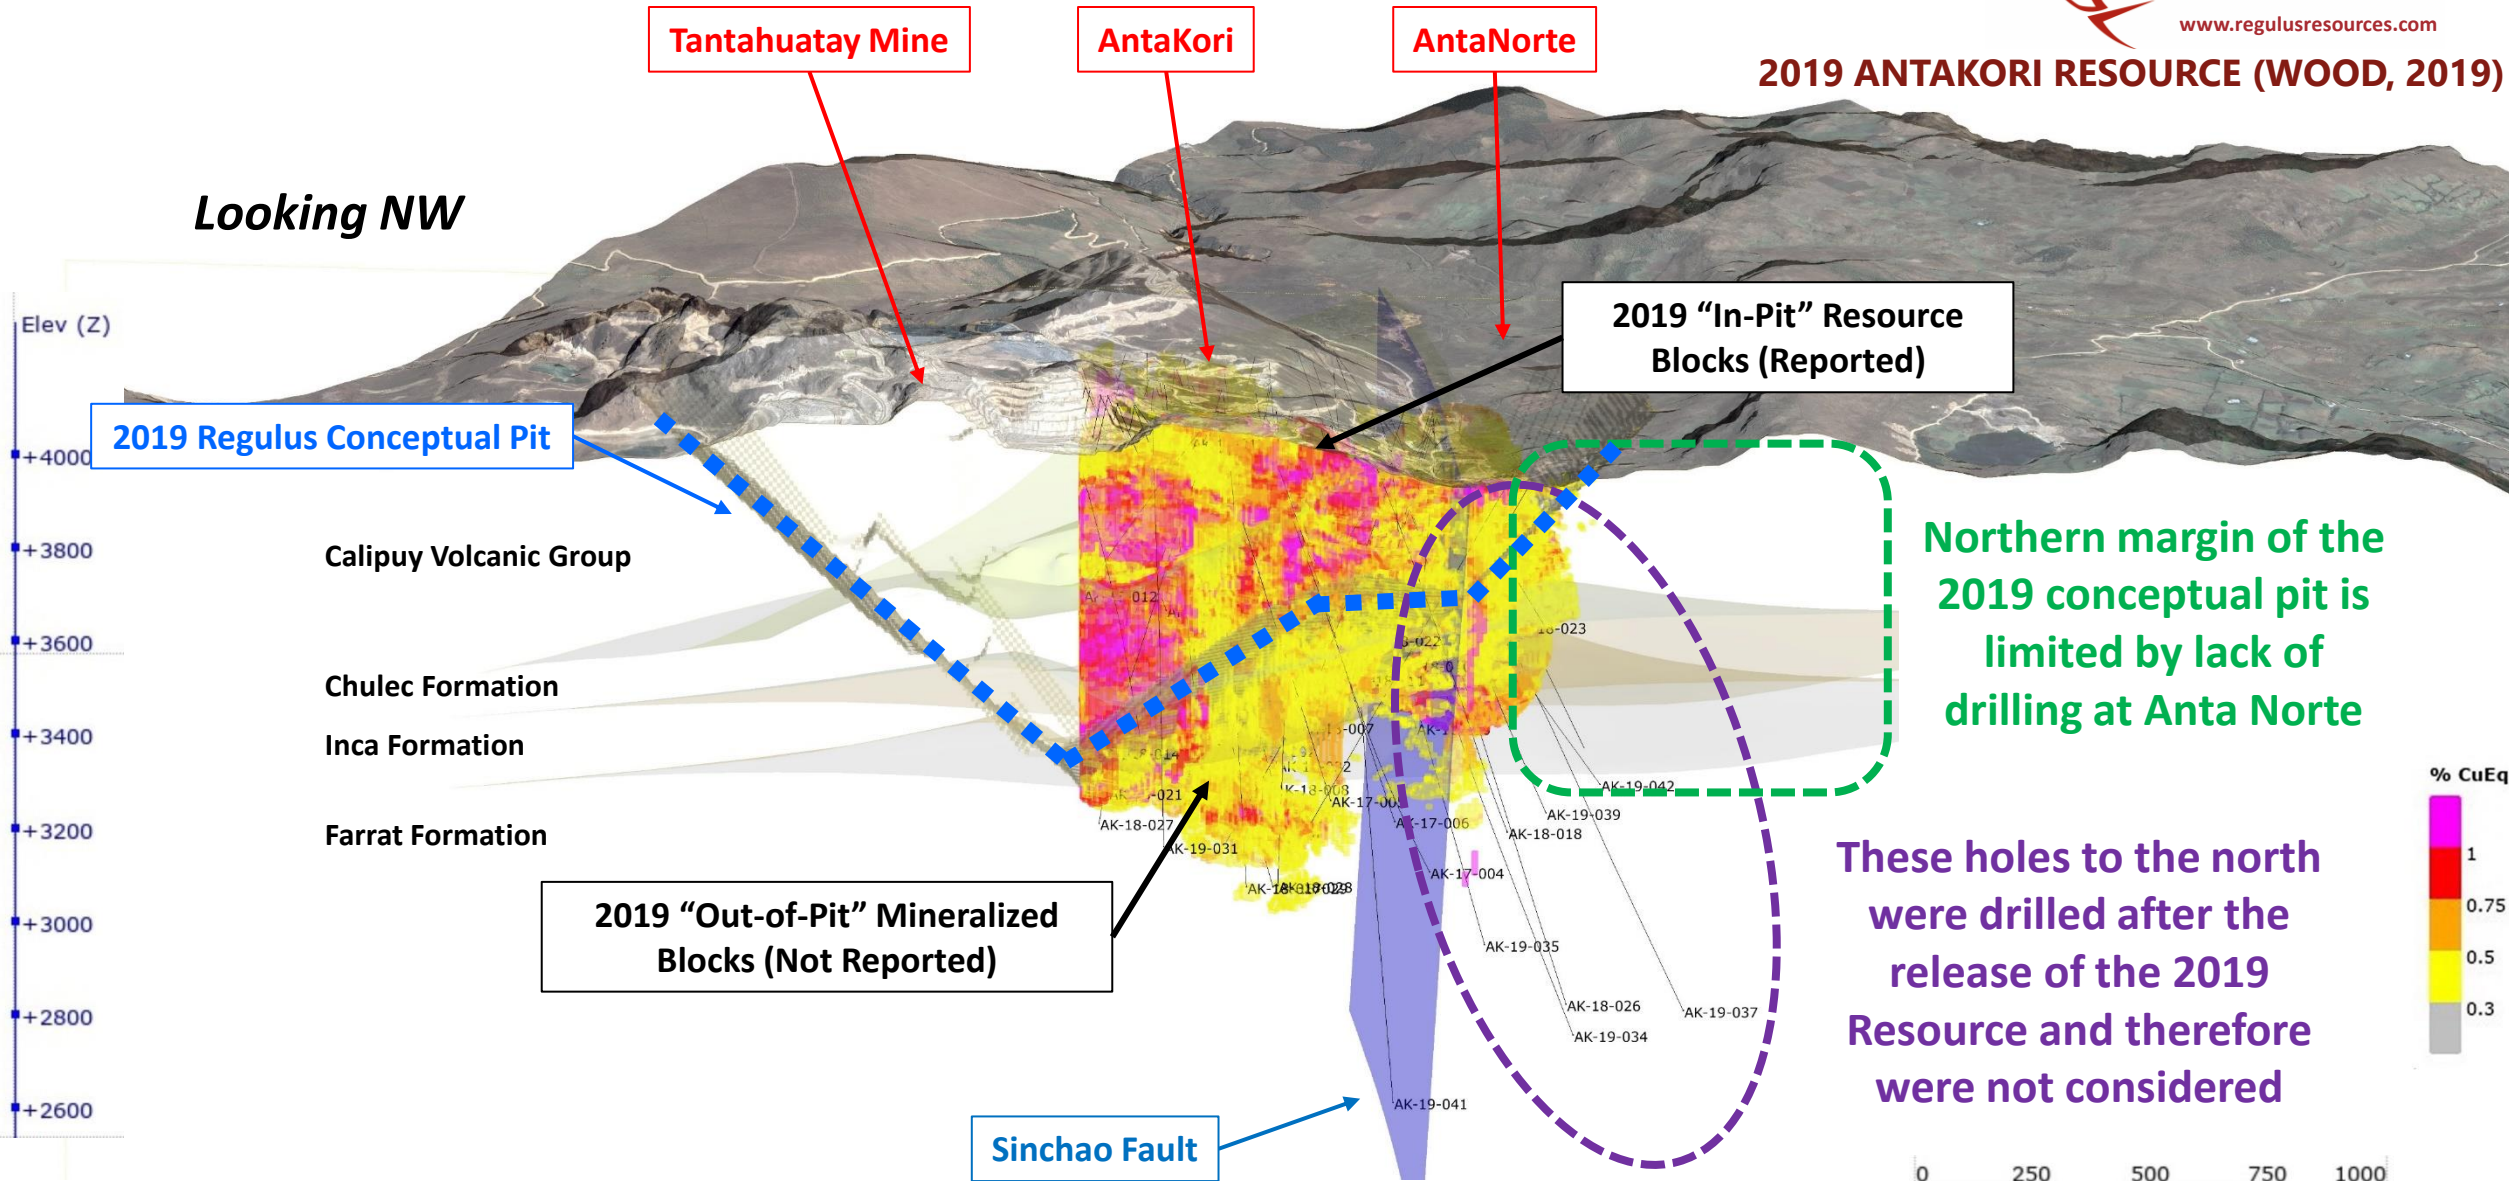 www.regulusresources.com
2019 ANTAKORI RESOURCE (WOOD, 2019)
Tantahuatay Mine
AntaKori
AntaNorte
Looking NW
Elev (Z)
2019 “In-Pit” Resource
Blocks (Reported)
2019 Regulus Conceptual Pit
+4000
+3800
+3600
+3400
+3200
+3000
+2800
+2600
Calipuy Volcanic Group
Chulec Formation
Inca Formation
Farrat Formation
Northern margin of the
2019 conceptual pit is
limited by lack of
drilling at Anta Norte
These holes to the north
were drilled after the
release of the 2019
Resource and therefore
were not considered
% CuEq
1
0.75
0.5
0.3
AK-18-027
AK-19-031
AK-17-006
AK-17-004
AK-18-018
AK-19-039
AK-19-042
AK-19-035
AK-18-026
AK-19-034
AK-19-037
AK-19-041
2019 “Out-of-Pit” Mineralized
Blocks (Not Reported)
Sinchao Fault
0 250 500 750 1000